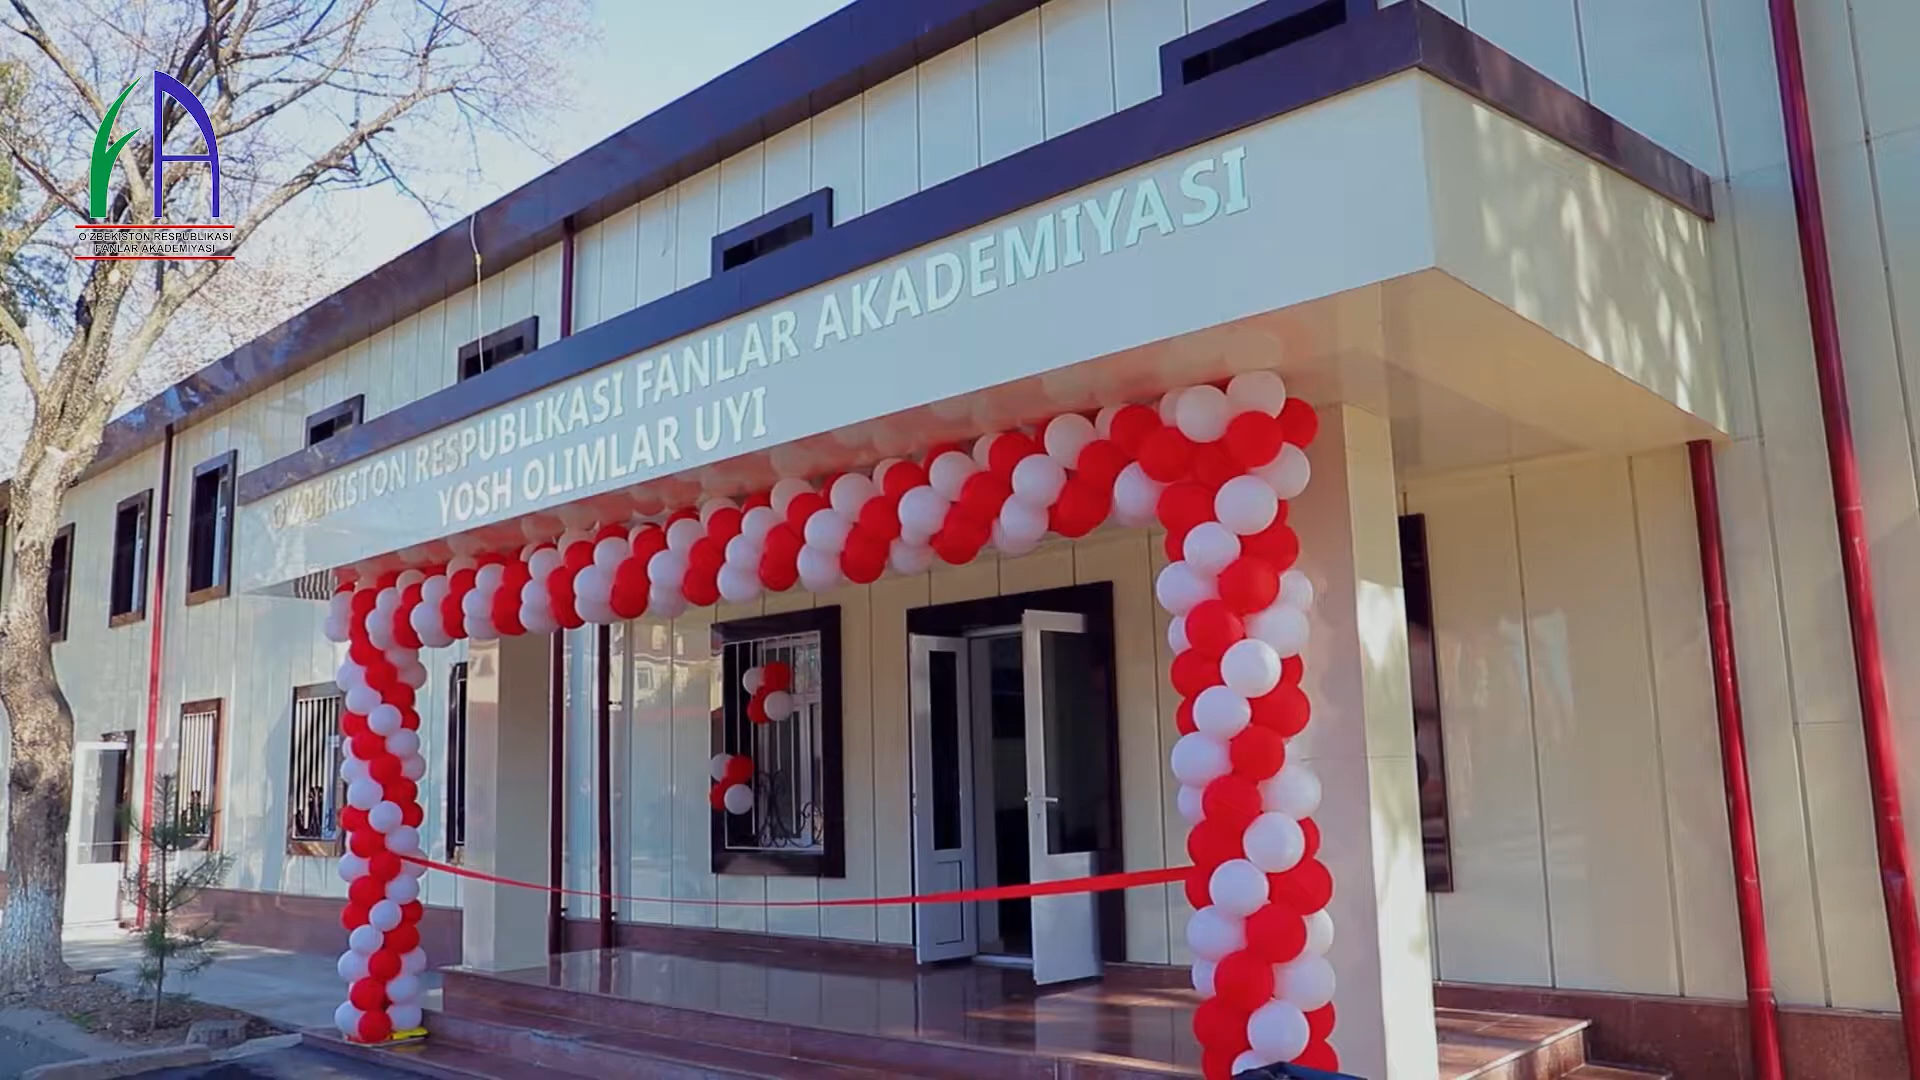 O'ZBEKISTON RESPUBLIKASI
FANLAR AKADEMIYASI
O'ZBEKISTON RESPUBLIKASI FANLAR AKADEMIYASI
YOSH OLIMLAR UYI